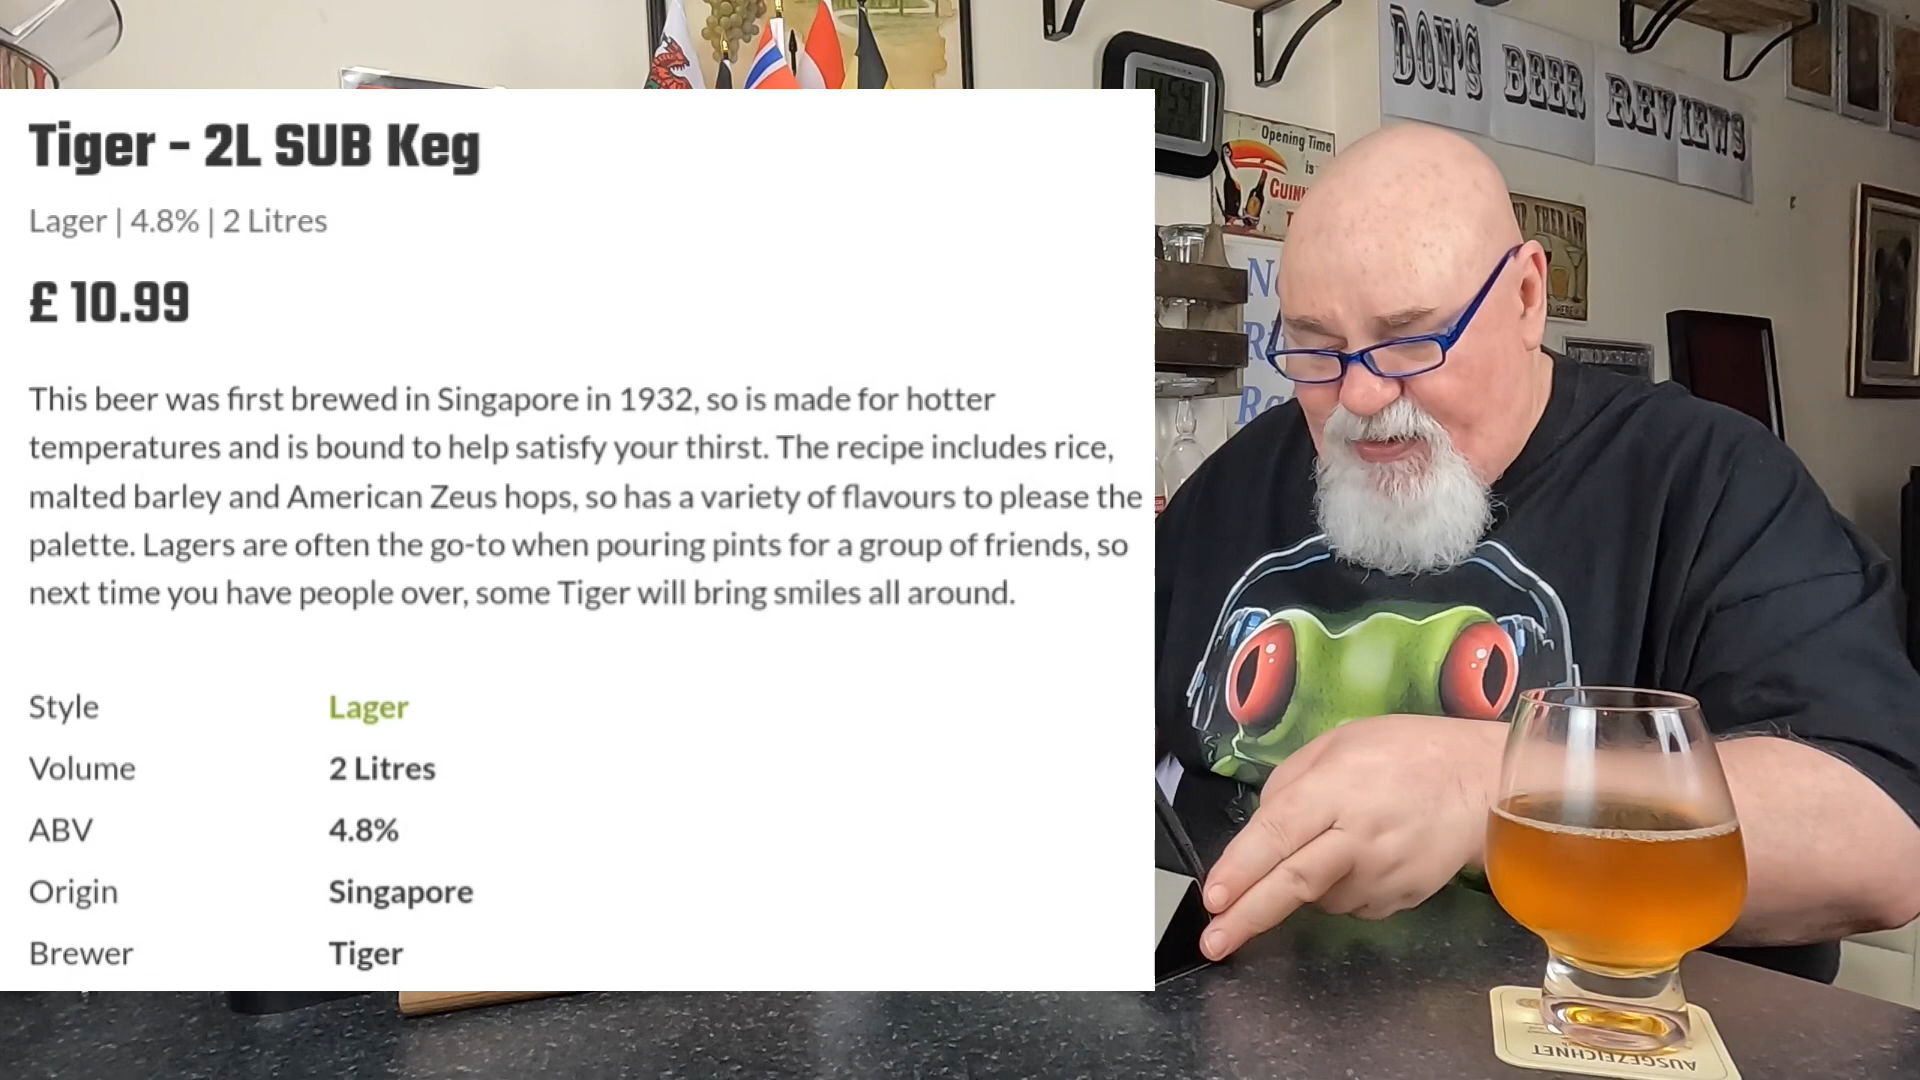 Tiger - 2L SUB Keg
Lager | 4.8% | 2 Litres
£ 10.99
This beer was first brewed in Singapore in 1932, so is made for hotter
temperatures and is bound to help satisfy your thirst. The recipe includes rice,
malted barley and American Zeus hops, so has a variety of flavours to please the
palette. Lagers are often the go-to when pouring pints for a group of friends, so
next time you have people over, some Tiger will bring smiles all around.
Style Lager
Volume 2 Litres
ABV 4.8%
Origin Singapore
Brewer Tiger
DON'S BEER REVIEWS
Opening Time
is
AUSGEZEICHNET